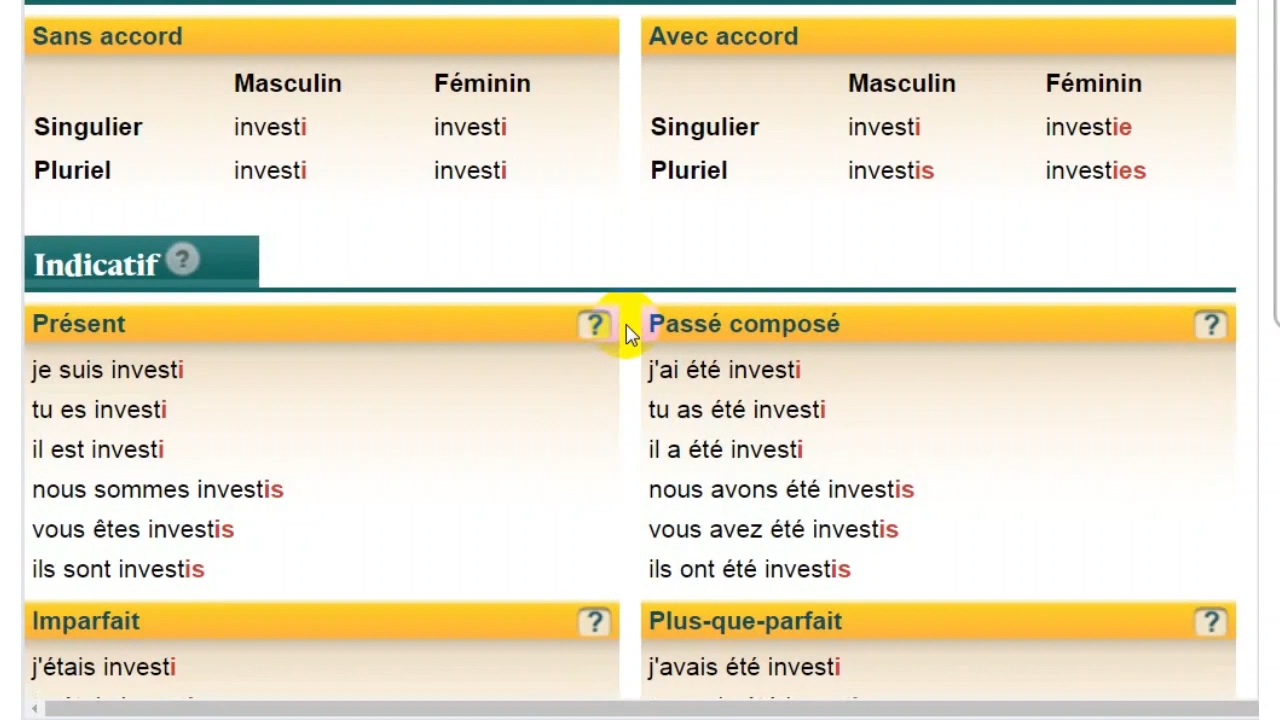 Sans accord
Masculin Féminin
Singulier investi investi
Pluriel investi investi
Avec accord
Masculin Féminin
Singulier investi investie
Pluriel investis investies
Indicatif ?
Présent ?
je suis investi
tu es investi
il est investi
nous sommes investis
vous êtes investis
ils sont investis
Passé composé ?
j'ai été investi
tu as été investi
il a été investi
nous avons été investis
vous avez été investis
ils ont été investis
Imparfait ?
j'étais investi
Plus-que-parfait ?
j'avais été investi